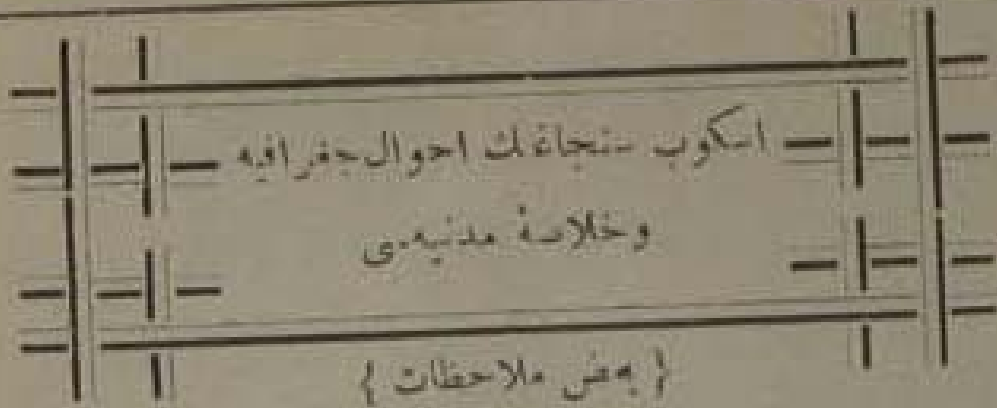 اسكوب سنجاغنك احوال جغرافيه
وخلاصهٔ مدنيه‌سى
{ بعض ملاحظات }